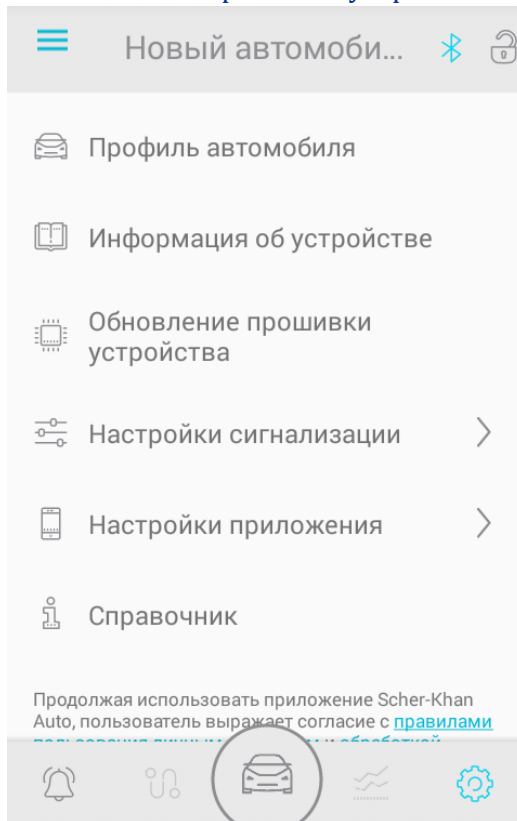 Новый автомоби...
Профиль автомобиля
Информация об устройстве
Обновление прошивки
устройства
Настройки сигнализации
Настройки приложения
Справочник
Продолжая использовать приложение Scher-Khan
Auto, пользователь выражает согласие с правилами